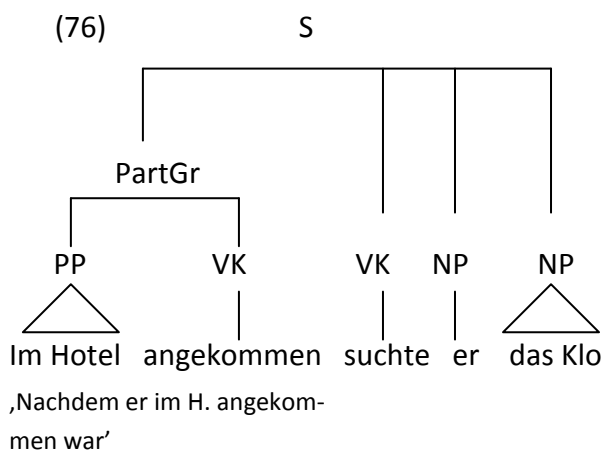 (76) S
PartGr
PP VK VK NP NP
Im Hotel angekommen suchte er das Klo
‚Nachdem er im H. angekom-
men war’